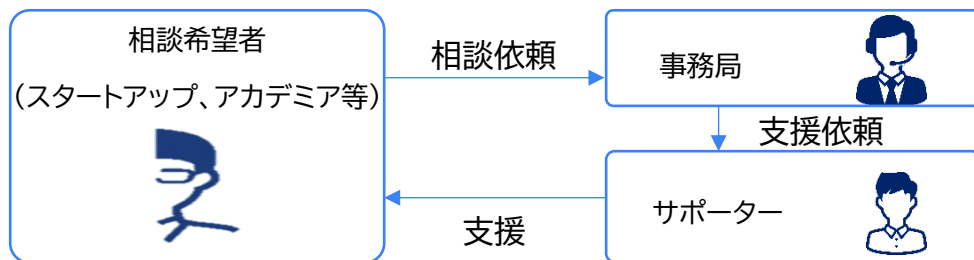 相談希望者
（スタートアップ、アカデミア等）
相談依頼
事務局
支援依頼
サポーター
支援